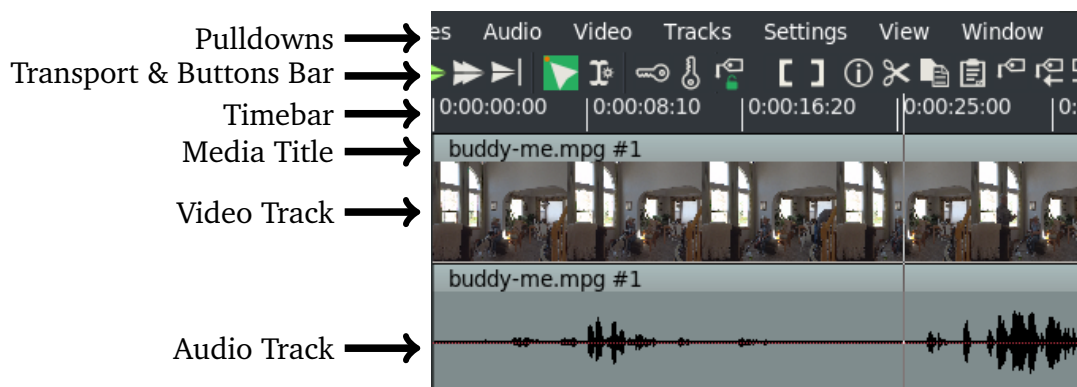 Pulldowns
es Audio Video Tracks Settings View Window
Transport & Buttons Bar
Timebar
0:00:00:00 0:00:08:10 0:00:16:20 0:00:25:00 0:
Media Title
buddy-me.mpg #1
Video Track
buddy-me.mpg #1
Audio Track